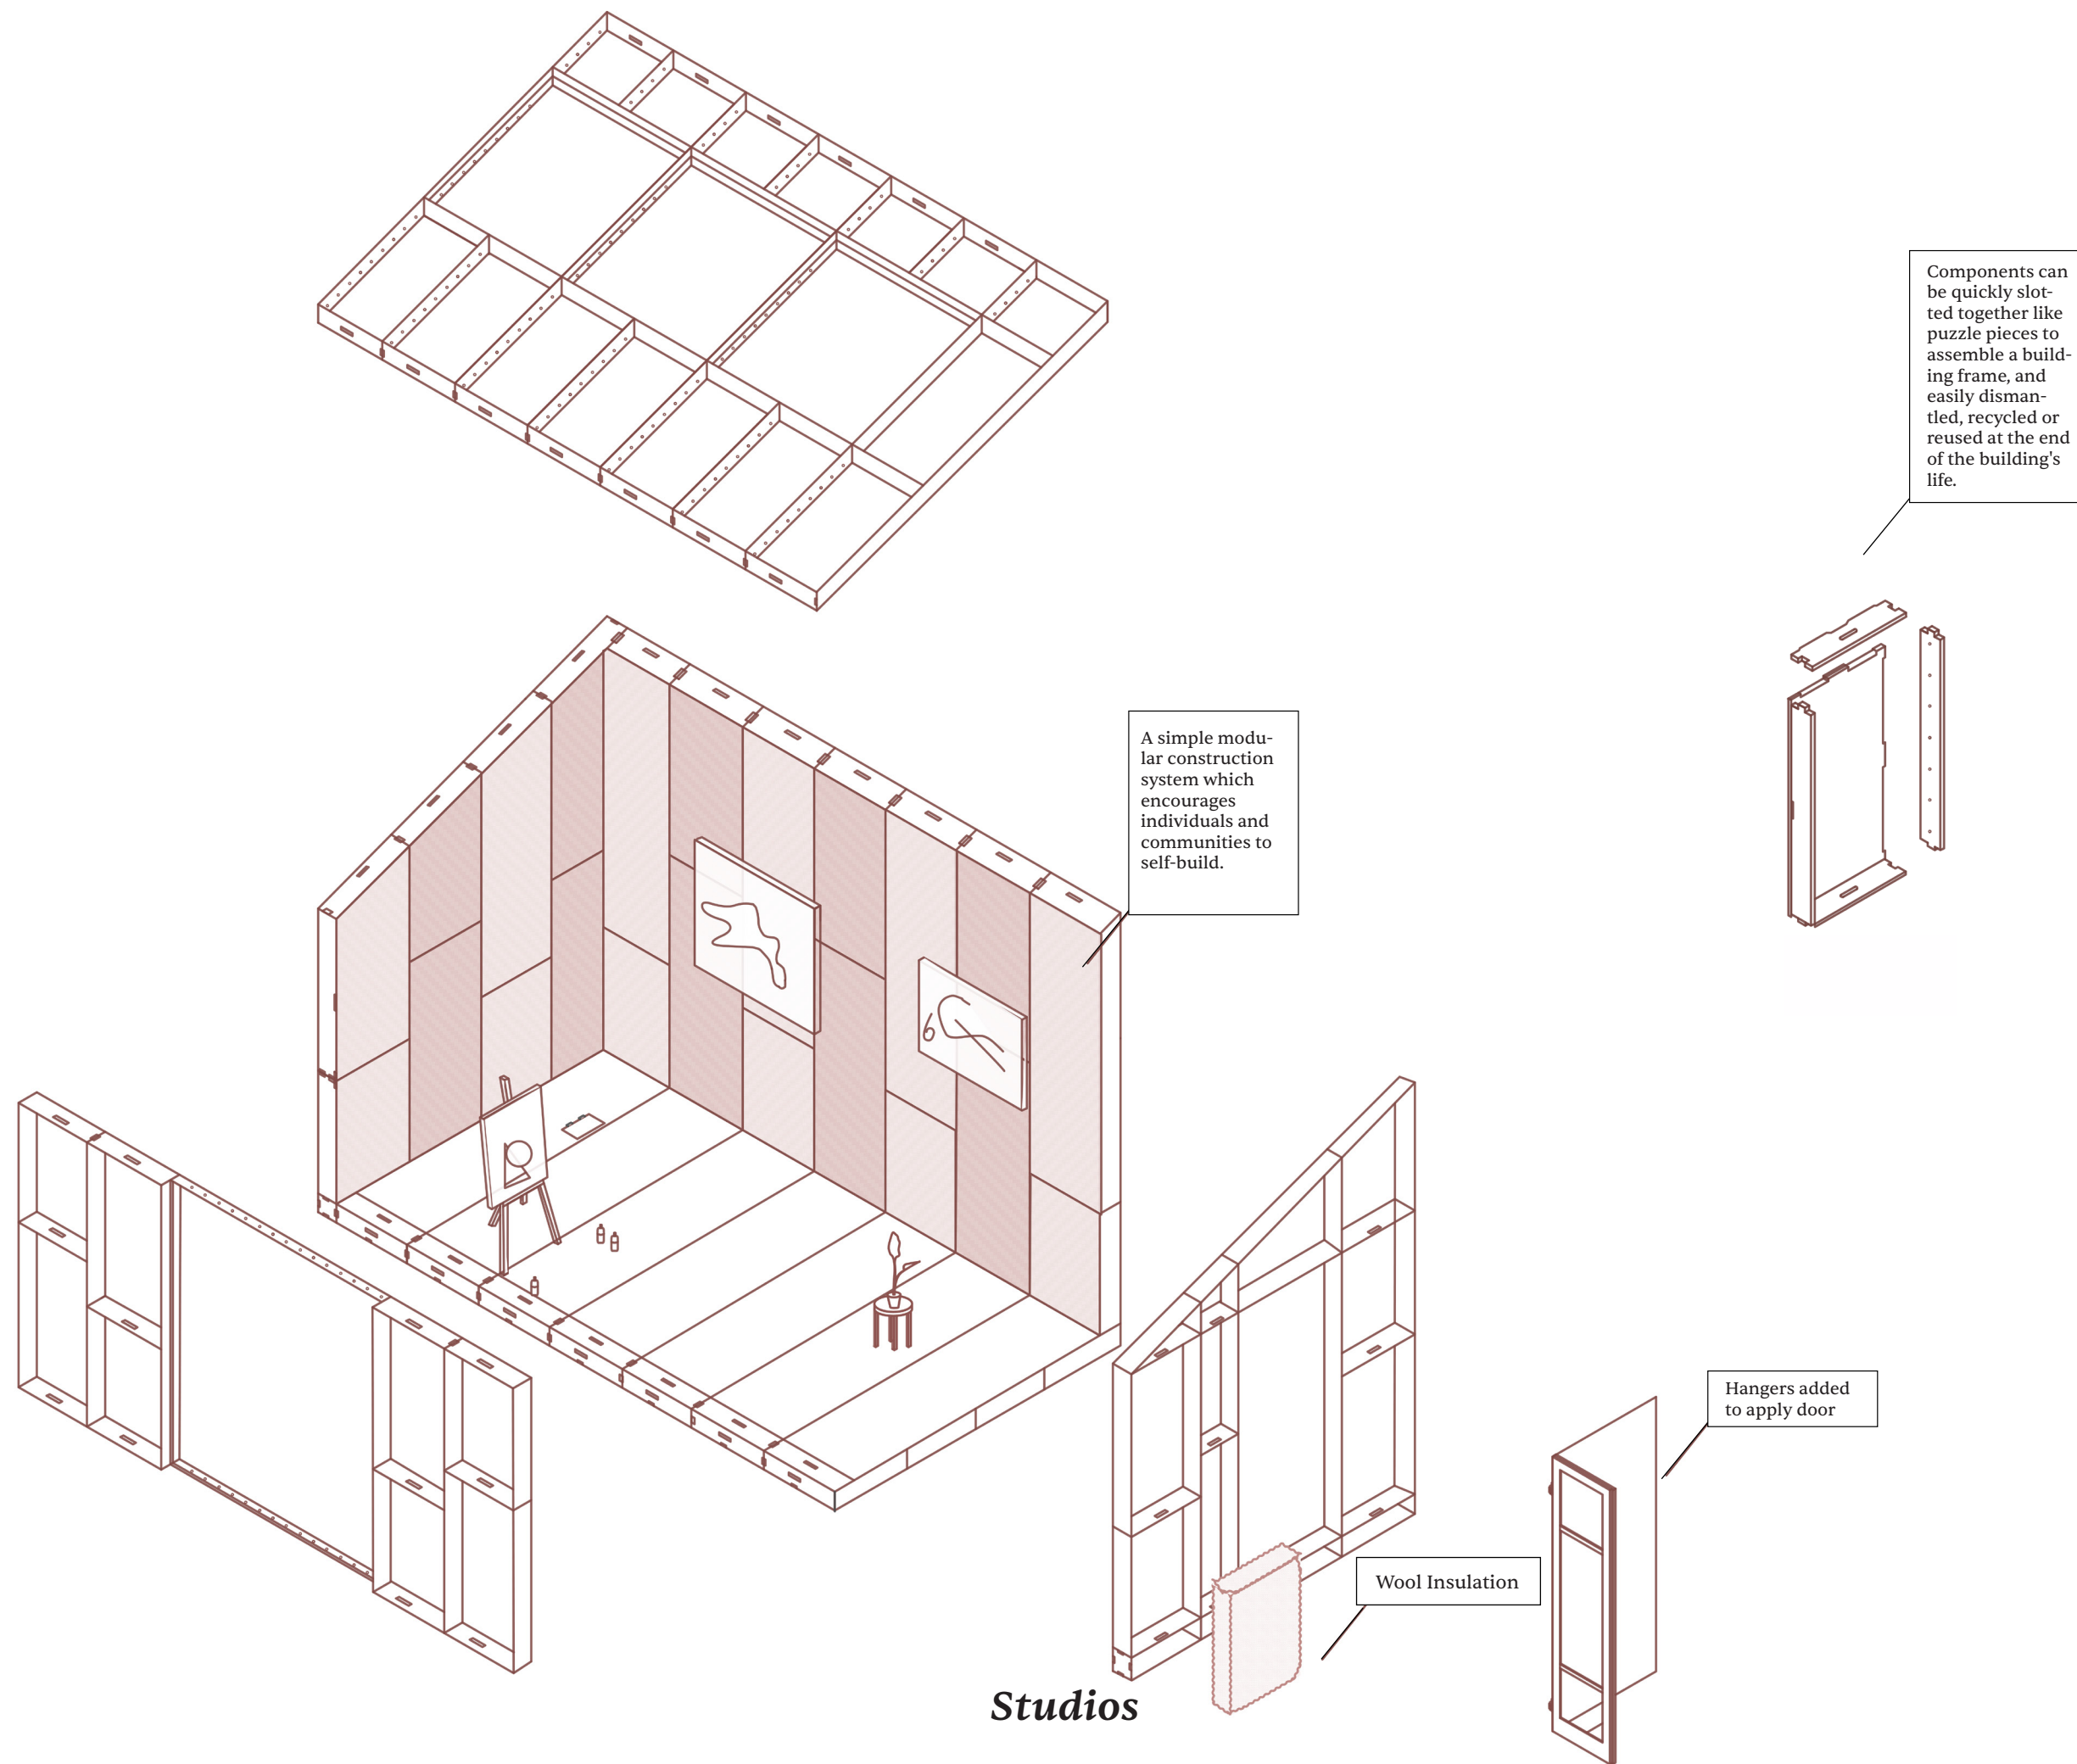 Components can
be quickly slot-
ted together like
puzzle pieces to
assemble a build-
ing frame, and
easily disman-
tled, recycled or
reused at the end
of the building's
life.
A simple modu-
lar construction
system which
encourages
individuals and
communities to
self-build.
Hangers added
to apply door
Wool Insulation
Studios